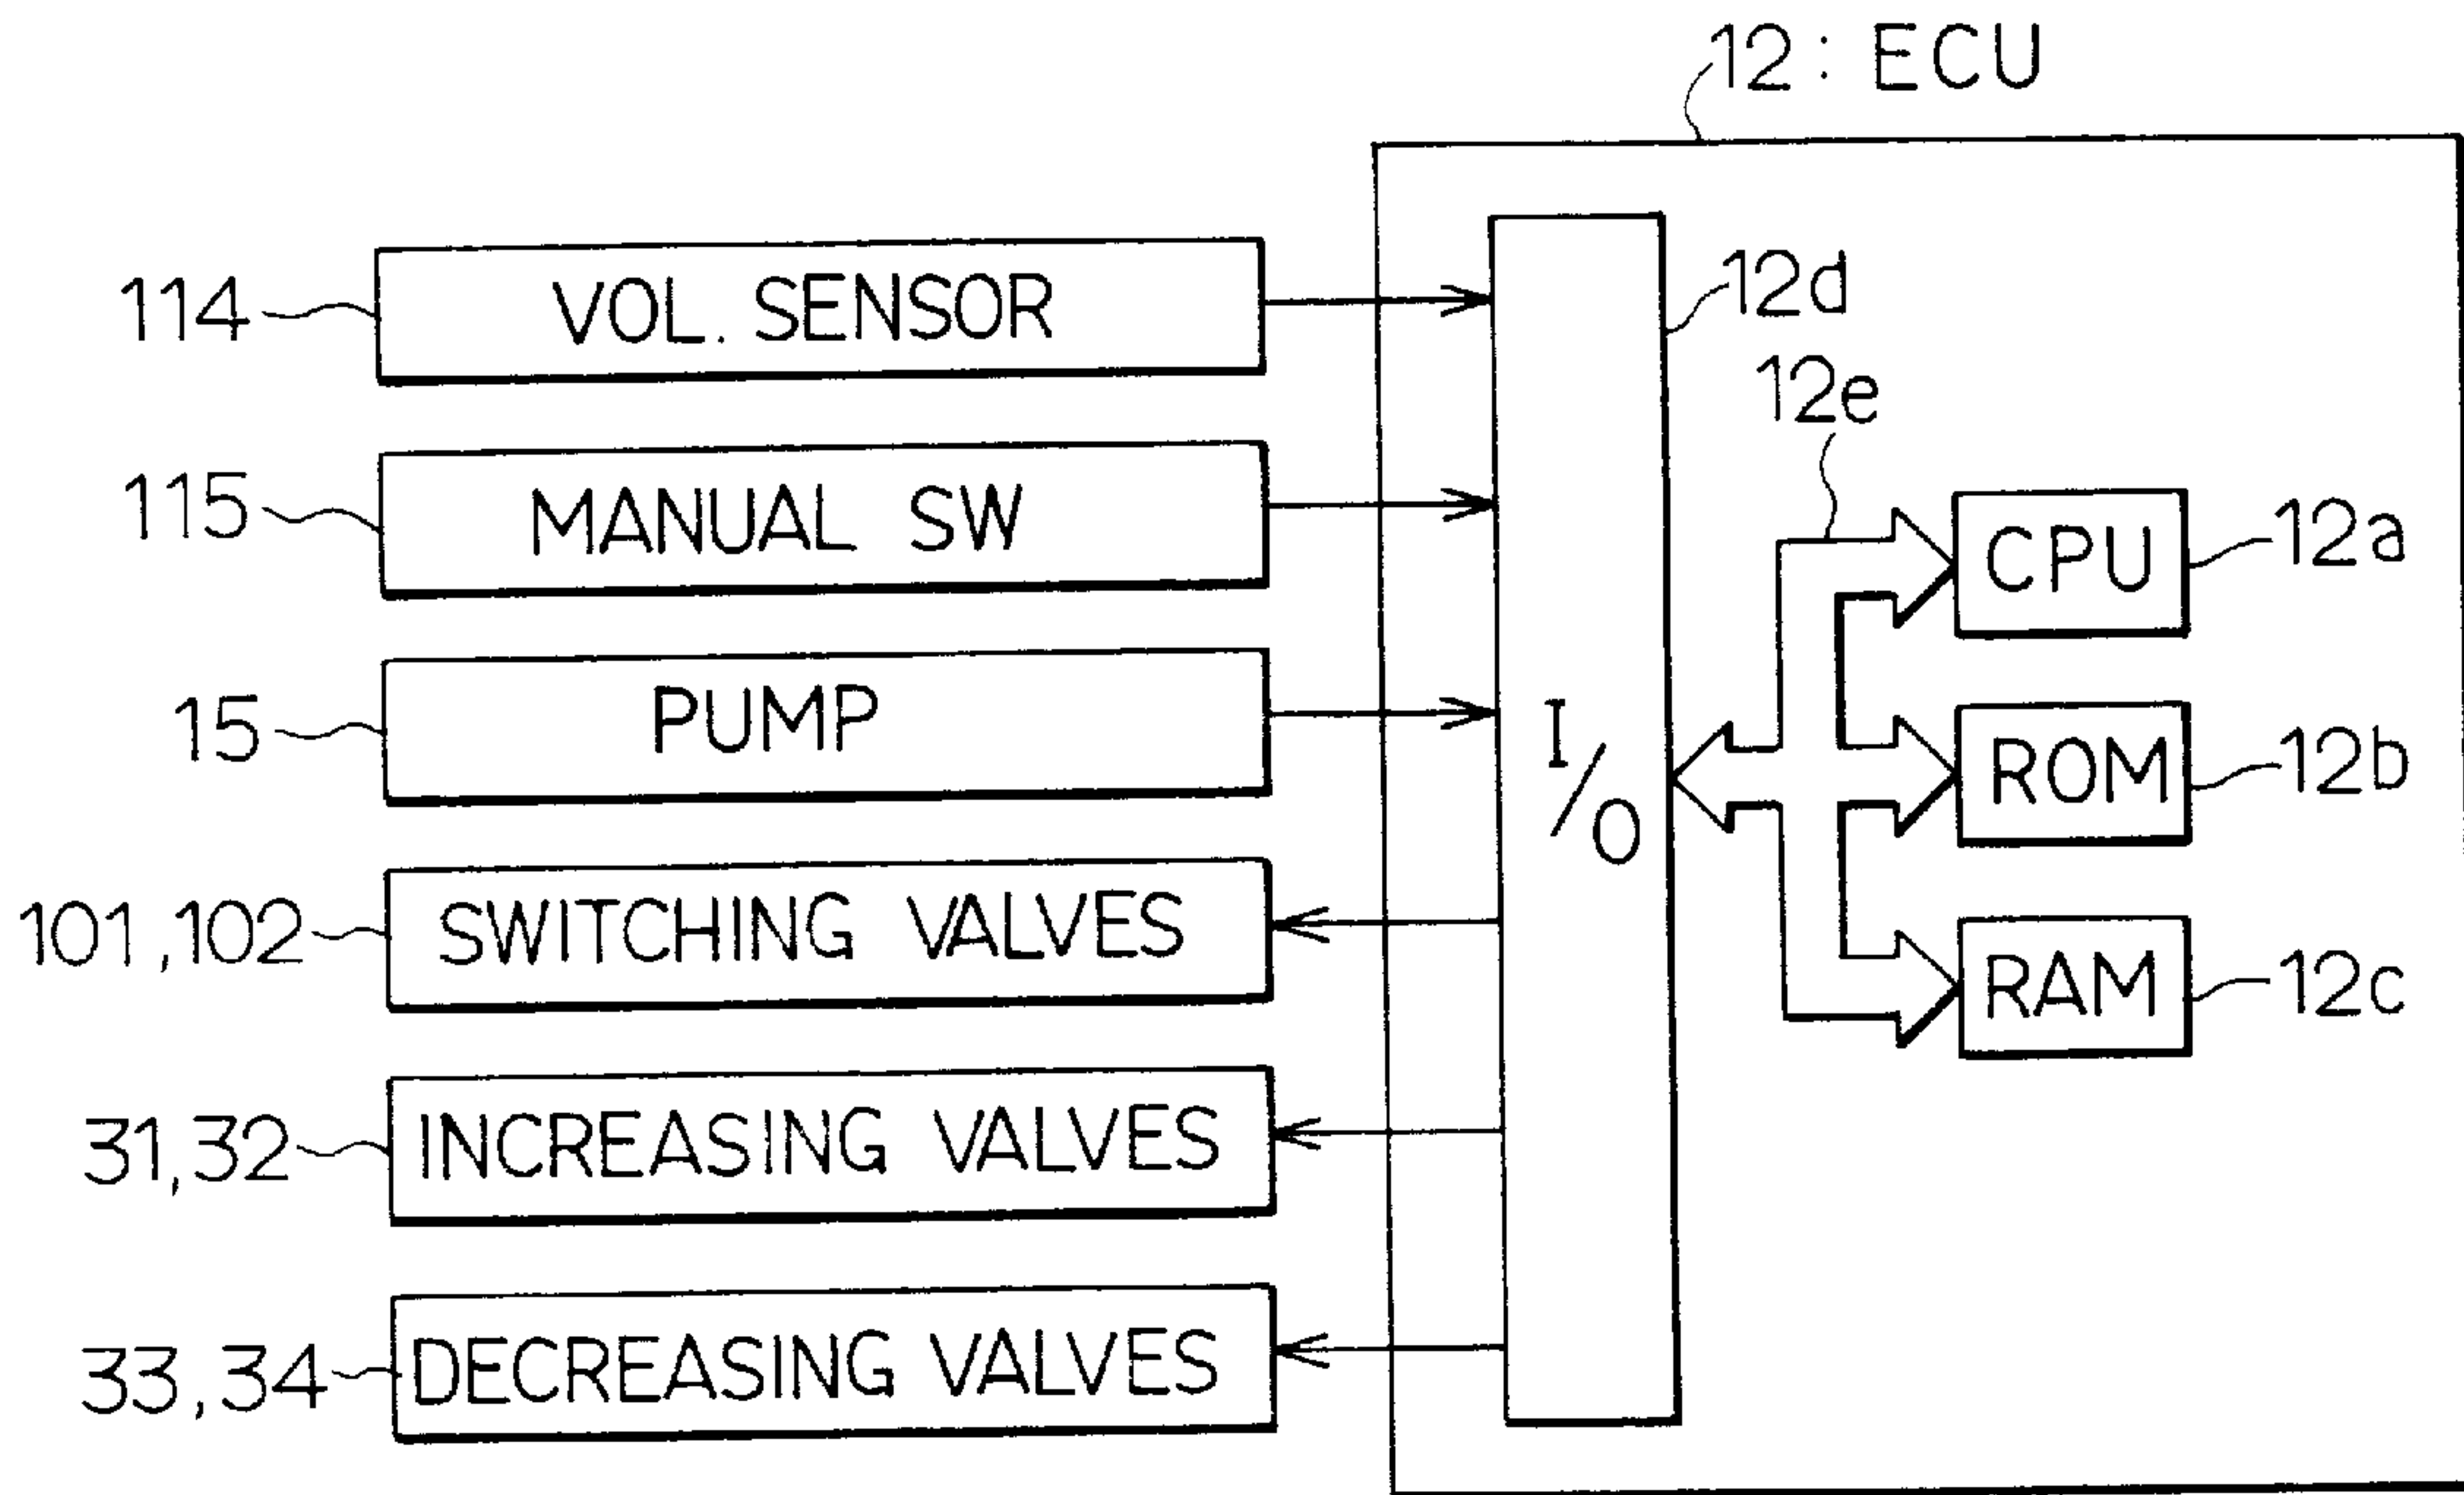 12 : ECU
114
VOL. SENSOR
12d
12e
115
MANUAL SW
CPU
12a
15
PUMP
I/O
ROM
12b
101,102
SWITCHING VALVES
RAM
12c
31,32
INCREASING VALVES
33,34
DECREASING VALVES